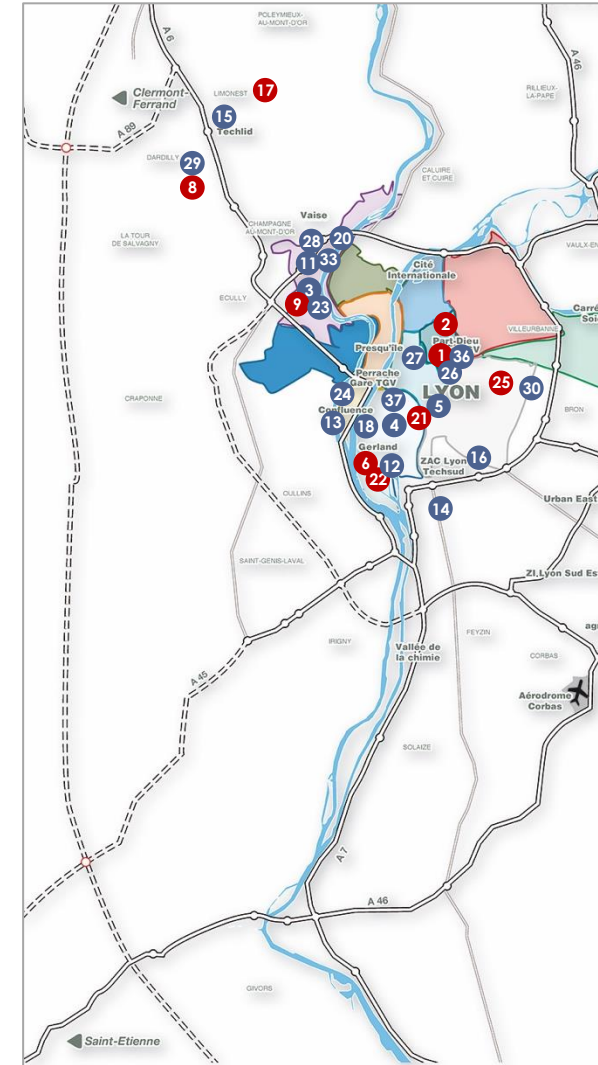 POLEYMIEUX-
AU-MONT-D'OR
A 6
A 46
17
LIMONEST
Clermont-
Ferrand
RILLIEUX-
LA-PAPE
15
Techlid
A 89
DARDILLY
29
8
CALUIRE
ET CUIRE
Vaise
CHAMPAGNE
AU-MONT-D'OR
LA TOUR
DE SALVAGNY
28
20
VAULX-EN
11
33
Cité
Internationale
3
ECULLY
9
23
Carré
Soie
2
VILLEURBANNE
Part-Dieu
Presqu'île
27
1
36
26
Perrache
Gare TGV
25
30
LYON
24
37
5
CRAPONNE
Confluence
BRON
13
18
4
21
Gerland
6
12
22
ZAC Lyon
Techsud
16
OULLINS
Urban East
14
SAINT-GENIS-LAVAL
ZI Lyon Sud Es
IRIGNY
FEYZIN
agr
Vallée de
la chimie
CORBAS
A 45
Aérodrome
Corbas
SOLAIZE
A 7
A 46
GIVORS
Saint-Etienne